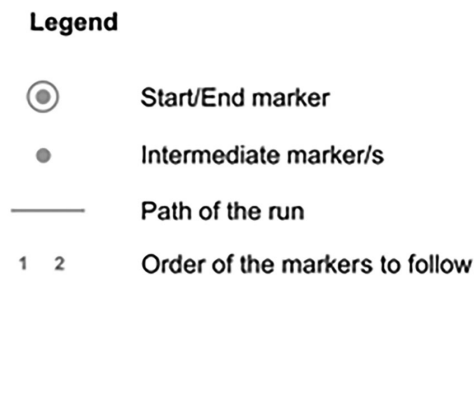 Legend
Start/End marker
Intermediate marker/s
Path of the run
1 2 Order of the markers to follow